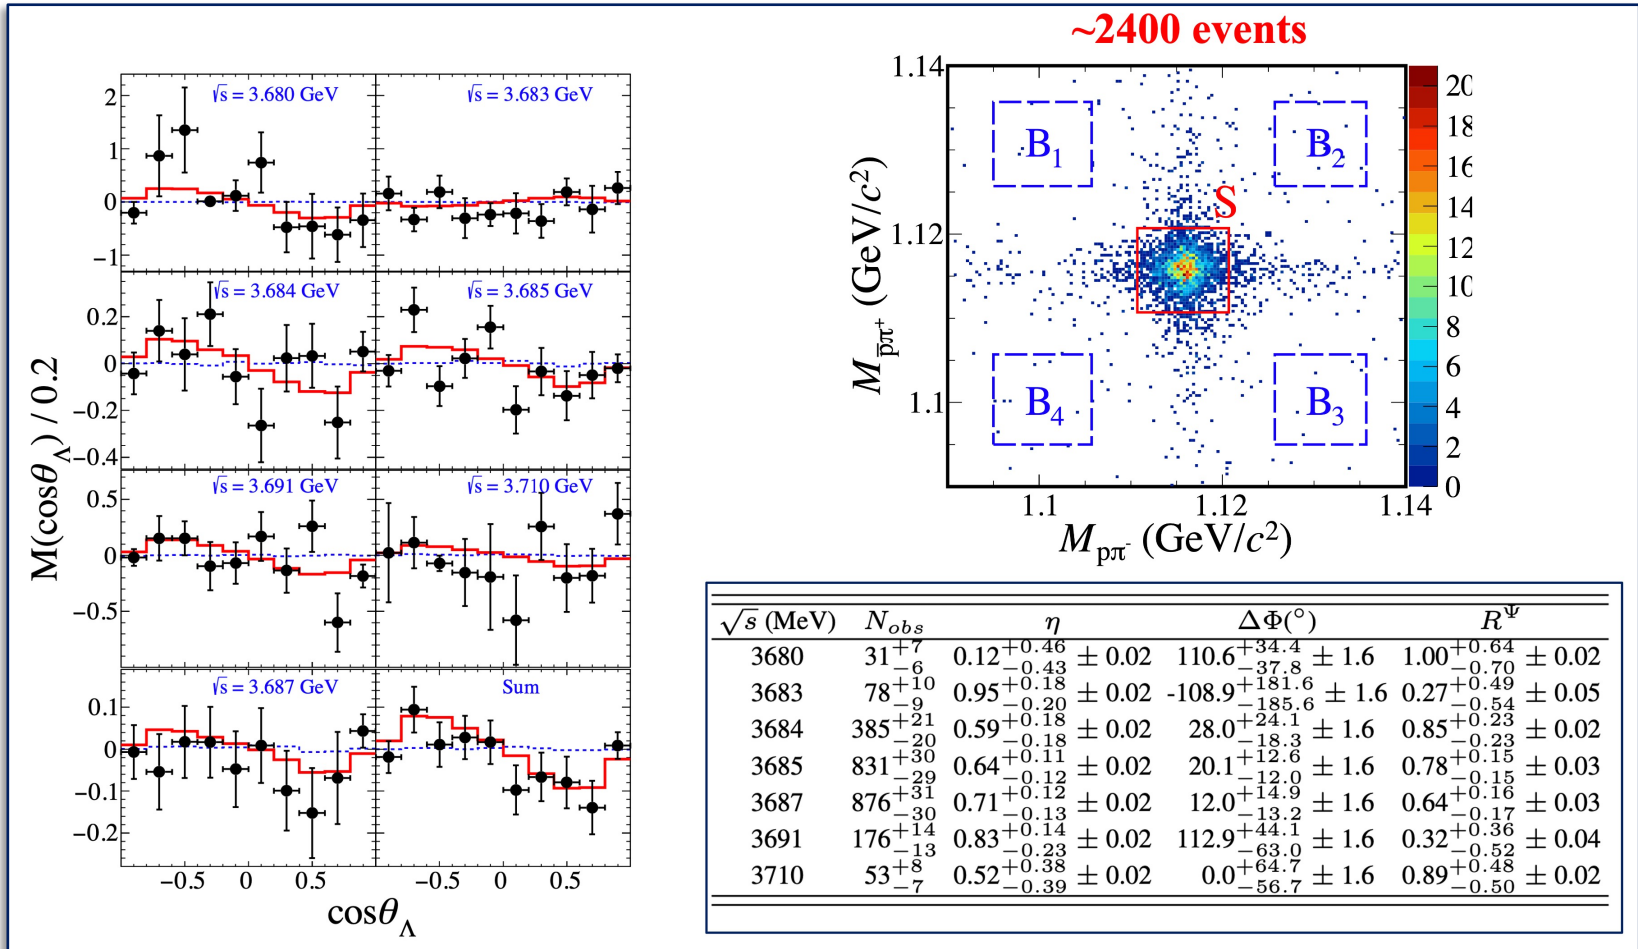 ~2400 events
√s = 3.680 GeV
√s = 3.683 GeV
2
1
0
−1
√s = 3.684 GeV
√s = 3.685 GeV
0.2
0
−0.2
−0.4
√s = 3.691 GeV
√s = 3.710 GeV
0.5
0
−0.5
√s = 3.687 GeV
Sum
0.1
0
−0.1
−0.2
−0.5 0 0.5 −0.5 0 0.5
cosθ_Λ
M(cosθ_Λ) / 0.2
1.14
1.12
1.1
M_p̄π⁺ (GeV/c²)
B₁
B₂
S
B₄
B₃
20
18
16
14
12
10
8
6
4
2
0
1.1 1.12 1.14
M_pπ⁻ (GeV/c²)
√s (MeV) N_obs η ΔΦ(°) R^Ψ
3680 31 +7 −6 0.12 +0.46 −0.43 ± 0.02 110.6 +34.4 −37.8 ± 1.6 1.00 +0.64 −0.70 ± 0.02
3683 78 +10 −9 0.95 +0.18 −0.20 ± 0.02 -108.9 +181.6 −185.6 ± 1.6 0.27 +0.49 −0.54 ± 0.05
3684 385 +21 −20 0.59 +0.18 −0.18 ± 0.02 28.0 +24.1 −18.3 ± 1.6 0.85 +0.23 −0.23 ± 0.02
3685 831 +30 −29 0.64 +0.11 −0.12 ± 0.02 20.1 +12.6 −12.0 ± 1.6 0.78 +0.15 −0.15 ± 0.03
3687 876 +31 −30 0.71 +0.12 −0.13 ± 0.02 12.0 +14.9 −13.2 ± 1.6 0.64 +0.16 −0.17 ± 0.03
3691 176 +14 −13 0.83 +0.14 −0.23 ± 0.02 112.9 +44.1 −63.0 ± 1.6 0.32 +0.36 −0.52 ± 0.04
3710 53 +8 −7 0.52 +0.38 −0.39 ± 0.02 0.0 +64.7 −56.7 ± 1.6 0.89 +0.48 −0.50 ± 0.02